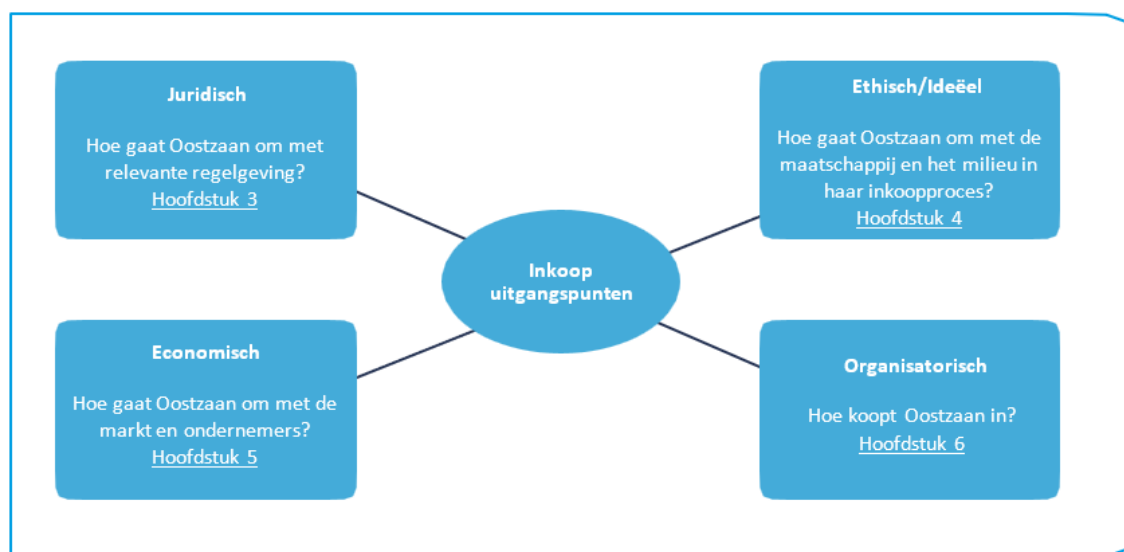 Juridisch
Hoe gaat Oostzaan om met
relevante regelgeving?
Hoofdstuk 3
Ethisch/Ideëel
Hoe gaat Oostzaan om met de
maatschappij en het milieu in
haar inkoopproces?
Hoofdstuk 4
Inkoop
uitgangspunten
Economisch
Hoe gaat Oostzaan om met de
markt en ondernemers?
Hoofdstuk 5
Organisatorisch
Hoe koopt Oostzaan in?
Hoofdstuk 6